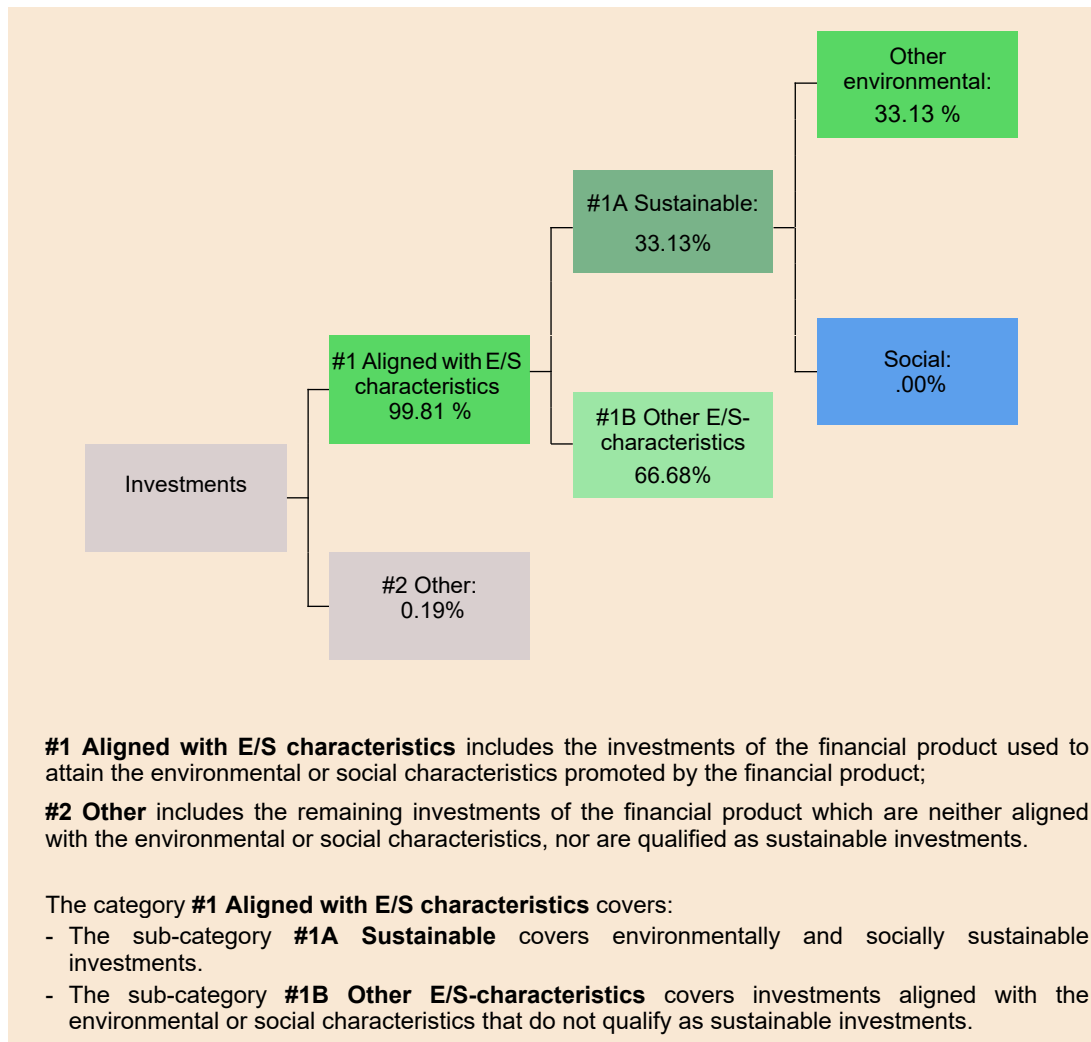 Other
environmental:
33.13 %
#1A Sustainable:
33.13%
#1 Aligned with E/S
characteristics
99.81 %
Social:
.00%
#1B Other E/S-
characteristics
66.68%
Investments
#2 Other:
0.19%
#1 Aligned with E/S characteristics includes the investments of the financial product used to
attain the environmental or social characteristics promoted by the financial product;
#2 Other includes the remaining investments of the financial product which are neither aligned
with the environmental or social characteristics, nor are qualified as sustainable investments.
The category #1 Aligned with E/S characteristics covers:
- The sub-category #1A Sustainable covers environmentally and socially sustainable
investments.
- The sub-category #1B Other E/S-characteristics covers investments aligned with the
environmental or social characteristics that do not qualify as sustainable investments.